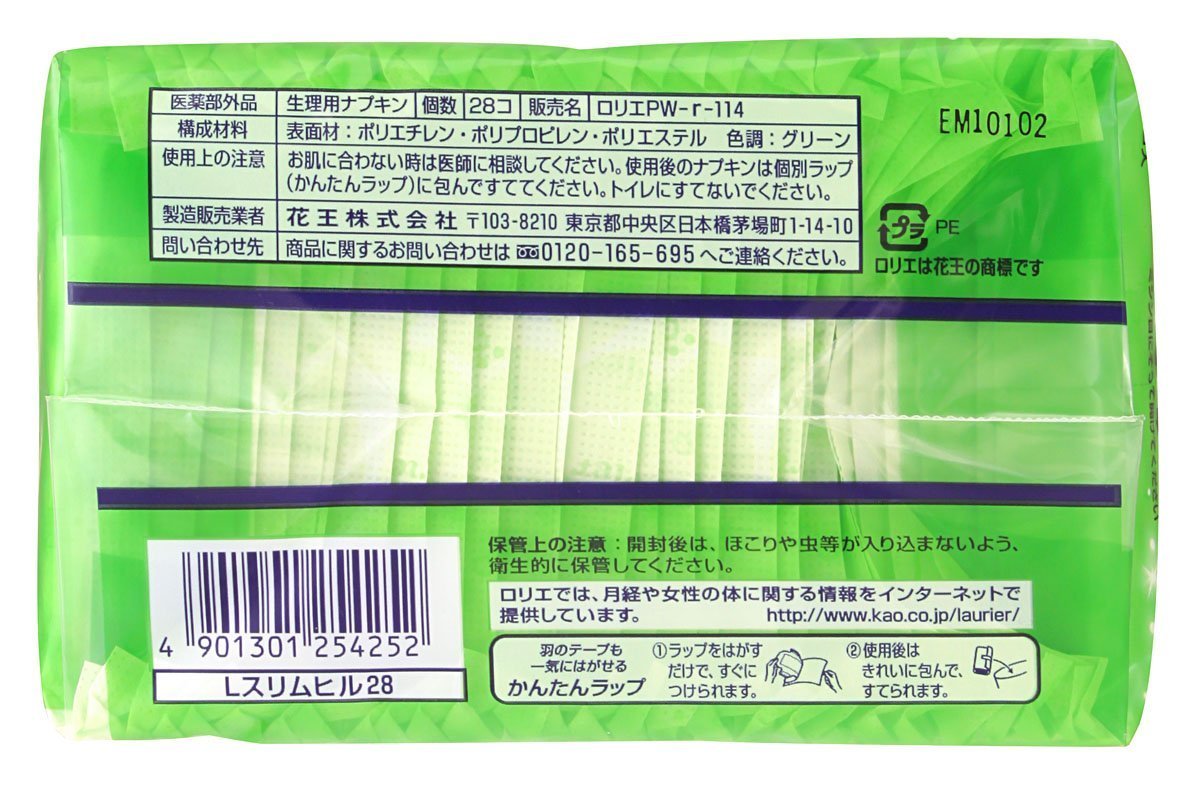 医薬部外品 生理用ナプキン 個数 28コ 販売名 ロリエPW-r-114
構成材料 表面材：ポリエチレン・ポリプロピレン・ポリエステル 色調：グリーン
使用上の注意 お肌に合わない時は医師に相談してください。使用後のナプキンは個別ラップ
(かんたんラップ)に包んですててください。トイレにすてないでください。
製造販売業者 花王株式会社 〒103-8210 東京都中央区日本橋茅場町1-14-10
問い合わせ先 商品に関するお問い合わせは 0120-165-695 へご連絡ください。
EM10102
プラ PE
ロリエは花王の商標です
保管上の注意：開封後は、ほこりや虫等が入り込まないよう、
衛生的に保管してください。
ロリエでは、月経や女性の体に関する情報をインターネットで
提供しています。 http://www.kao.co.jp/laurier/
羽のテープも
一気にはがせる
かんたんラップ
①ラップをはがす
だけで、すぐに
つけられます。
②使用後は
きれいに包んで、
すてられます。
4 901301 254252
Lスリムヒル28